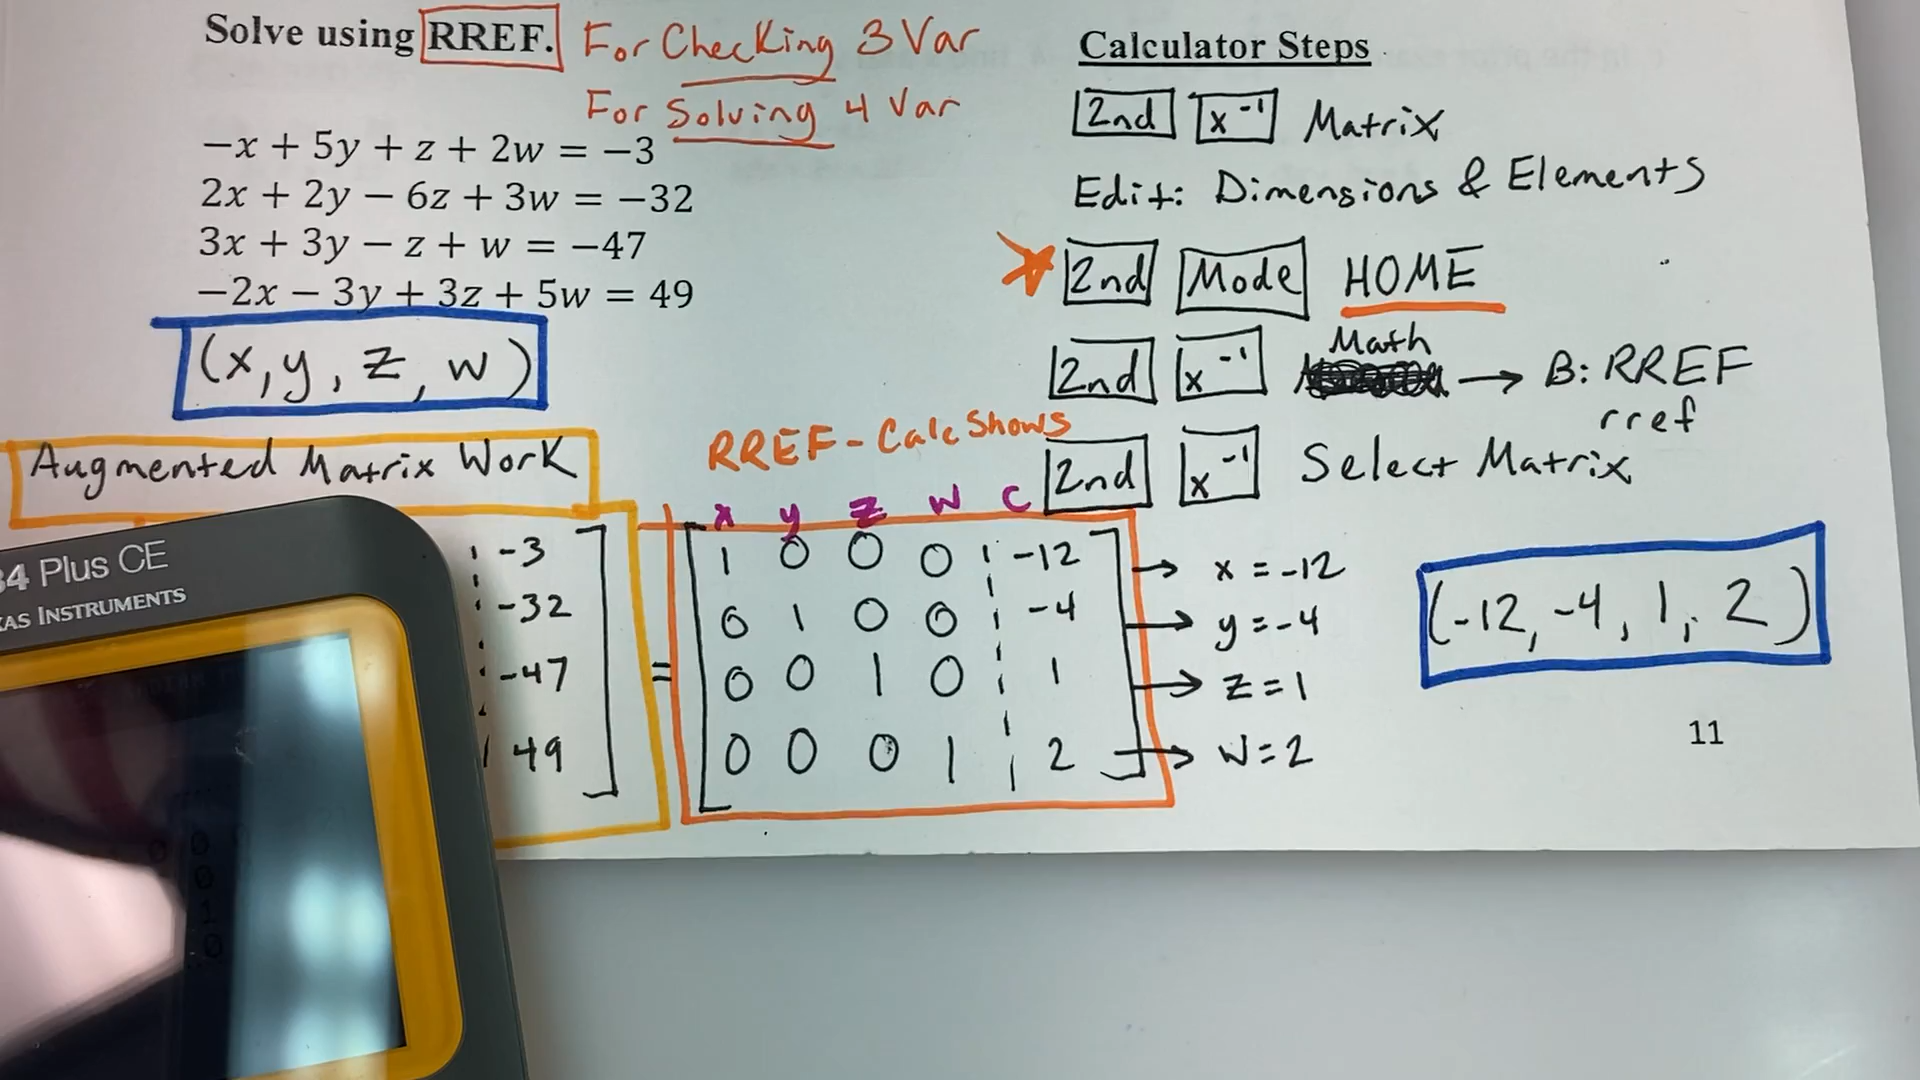 Solve using RREF. For Checking 3 Var
For Solving 4 Var
−x + 5y + z + 2w = −3
2x + 2y − 6z + 3w = −32
3x + 3y − z + w = −47
−2x − 3y + 3z + 5w = 49
(x, y, z, w)
Calculator Steps
2nd x⁻¹ Matrix
Edit: Dimensions & Elements
2nd Mode HOME
2nd x⁻¹ Math → B: RREF
rref
2nd x⁻¹ Select Matrix
Augmented Matrix Work
-3
-32
-47
49
=
RREF - Calc Shows
x y z w C
1 0 0 0 -12 → x = -12
0 1 0 0 -4 → y = -4
0 0 1 0 1 → z = 1
0 0 0 1 2 → w = 2
(-12, -4, 1, 2)
11
4 Plus CE
AS INSTRUMENTS